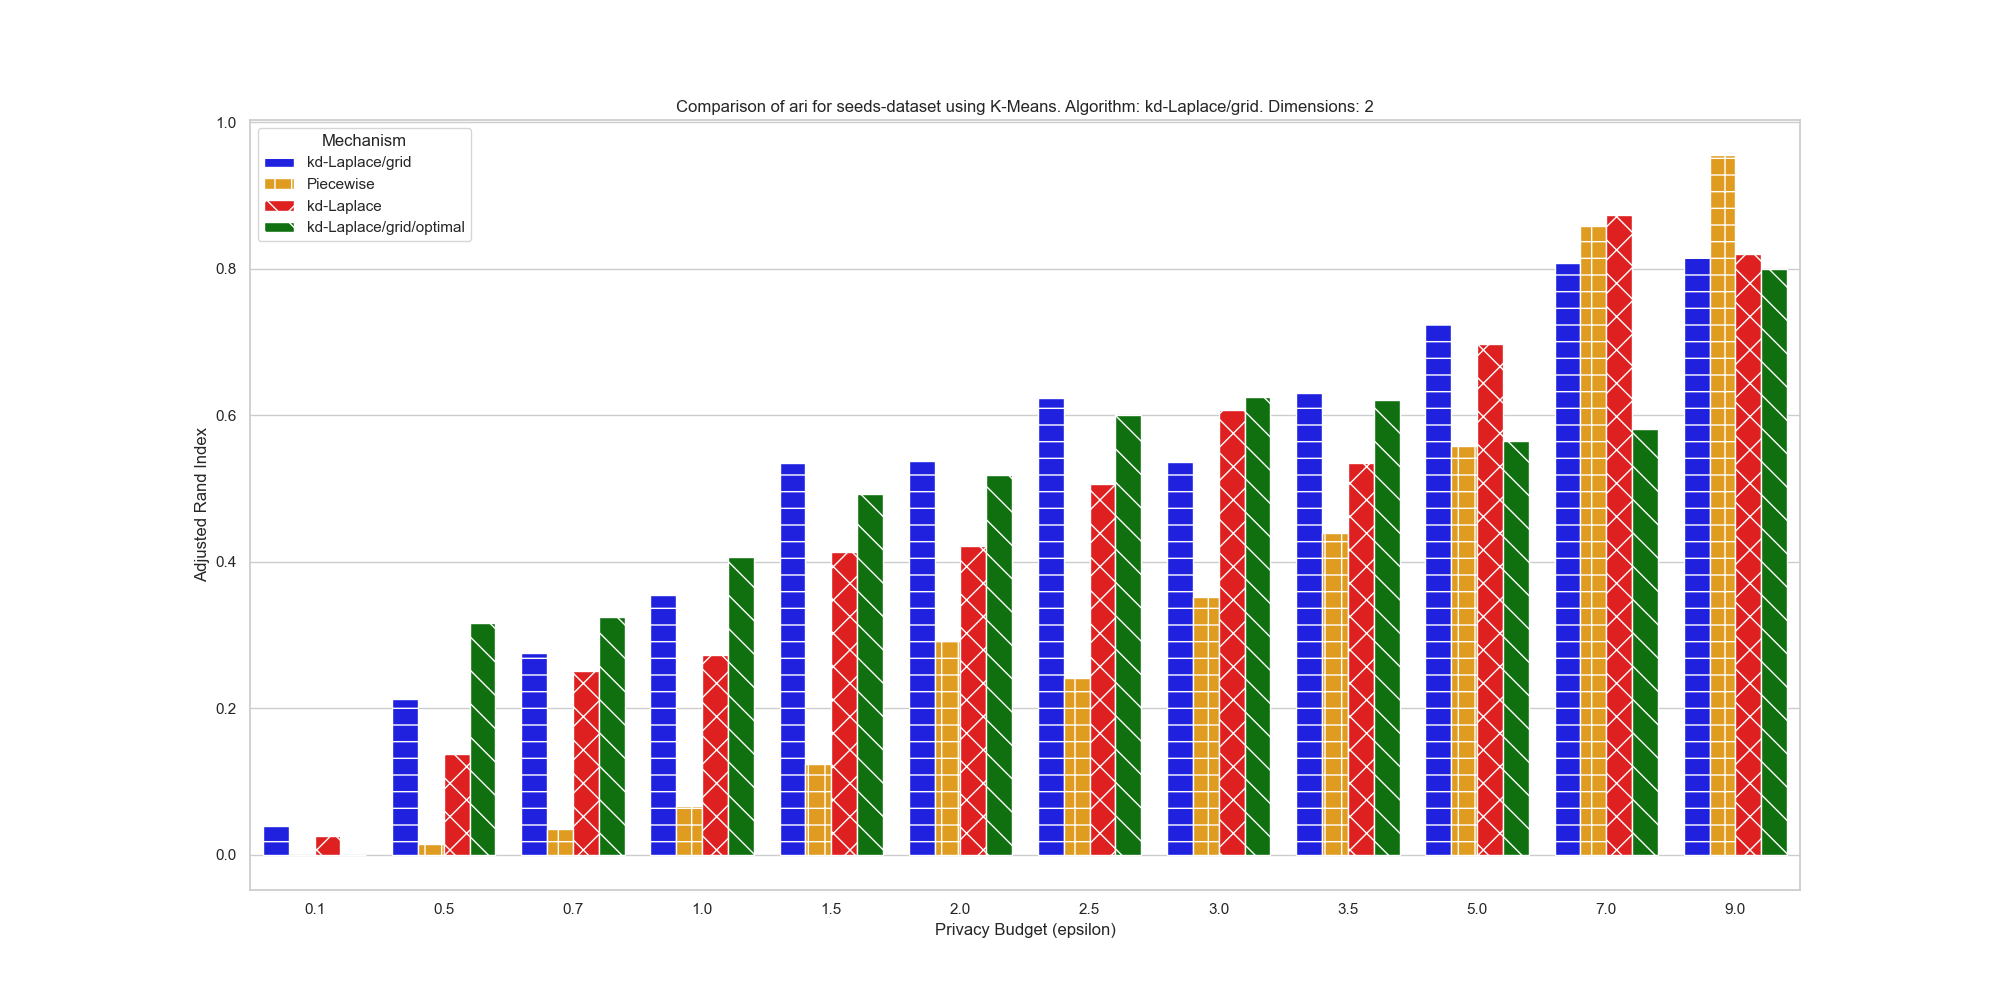 Comparison of ari for seeds-dataset using K-Means. Algorithm: kd-Laplace/grid. Dimensions: 2
1.0
0.8
0.6
0.4
0.2
0.0
Adjusted Rand Index
Mechanism
kd-Laplace/grid
Piecewise
kd-Laplace
kd-Laplace/grid/optimal
0.1 0.5 0.7 1.0 1.5 2.0 2.5 3.0 3.5 5.0 7.0 9.0
Privacy Budget (epsilon)